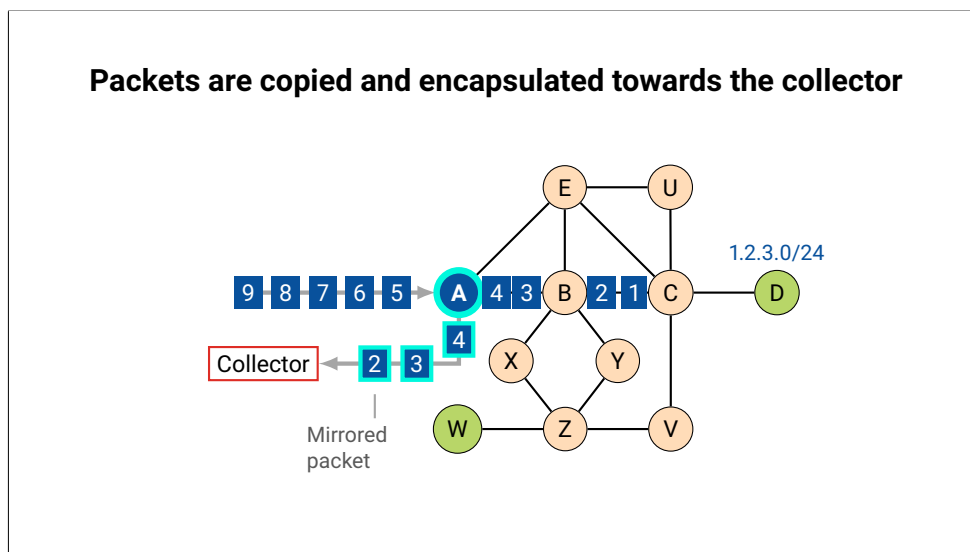 Packets are copied and encapsulated towards the collector
E U
1.2.3.0/24
9 8 7 6 5 A 4 3 B 2 1 C D
4
Collector 2 3 X Y
W Z V
Mirrored
packet